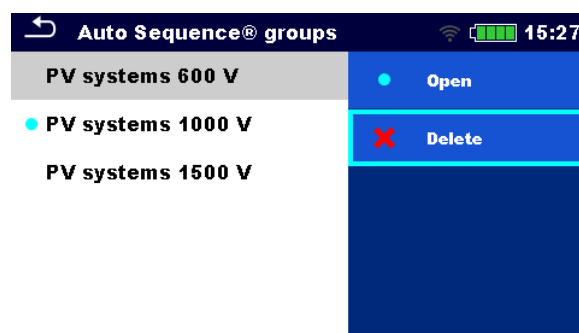 Auto Sequence® groups
15:27
PV systems 600 V
Open
PV systems 1000 V
Delete
PV systems 1500 V